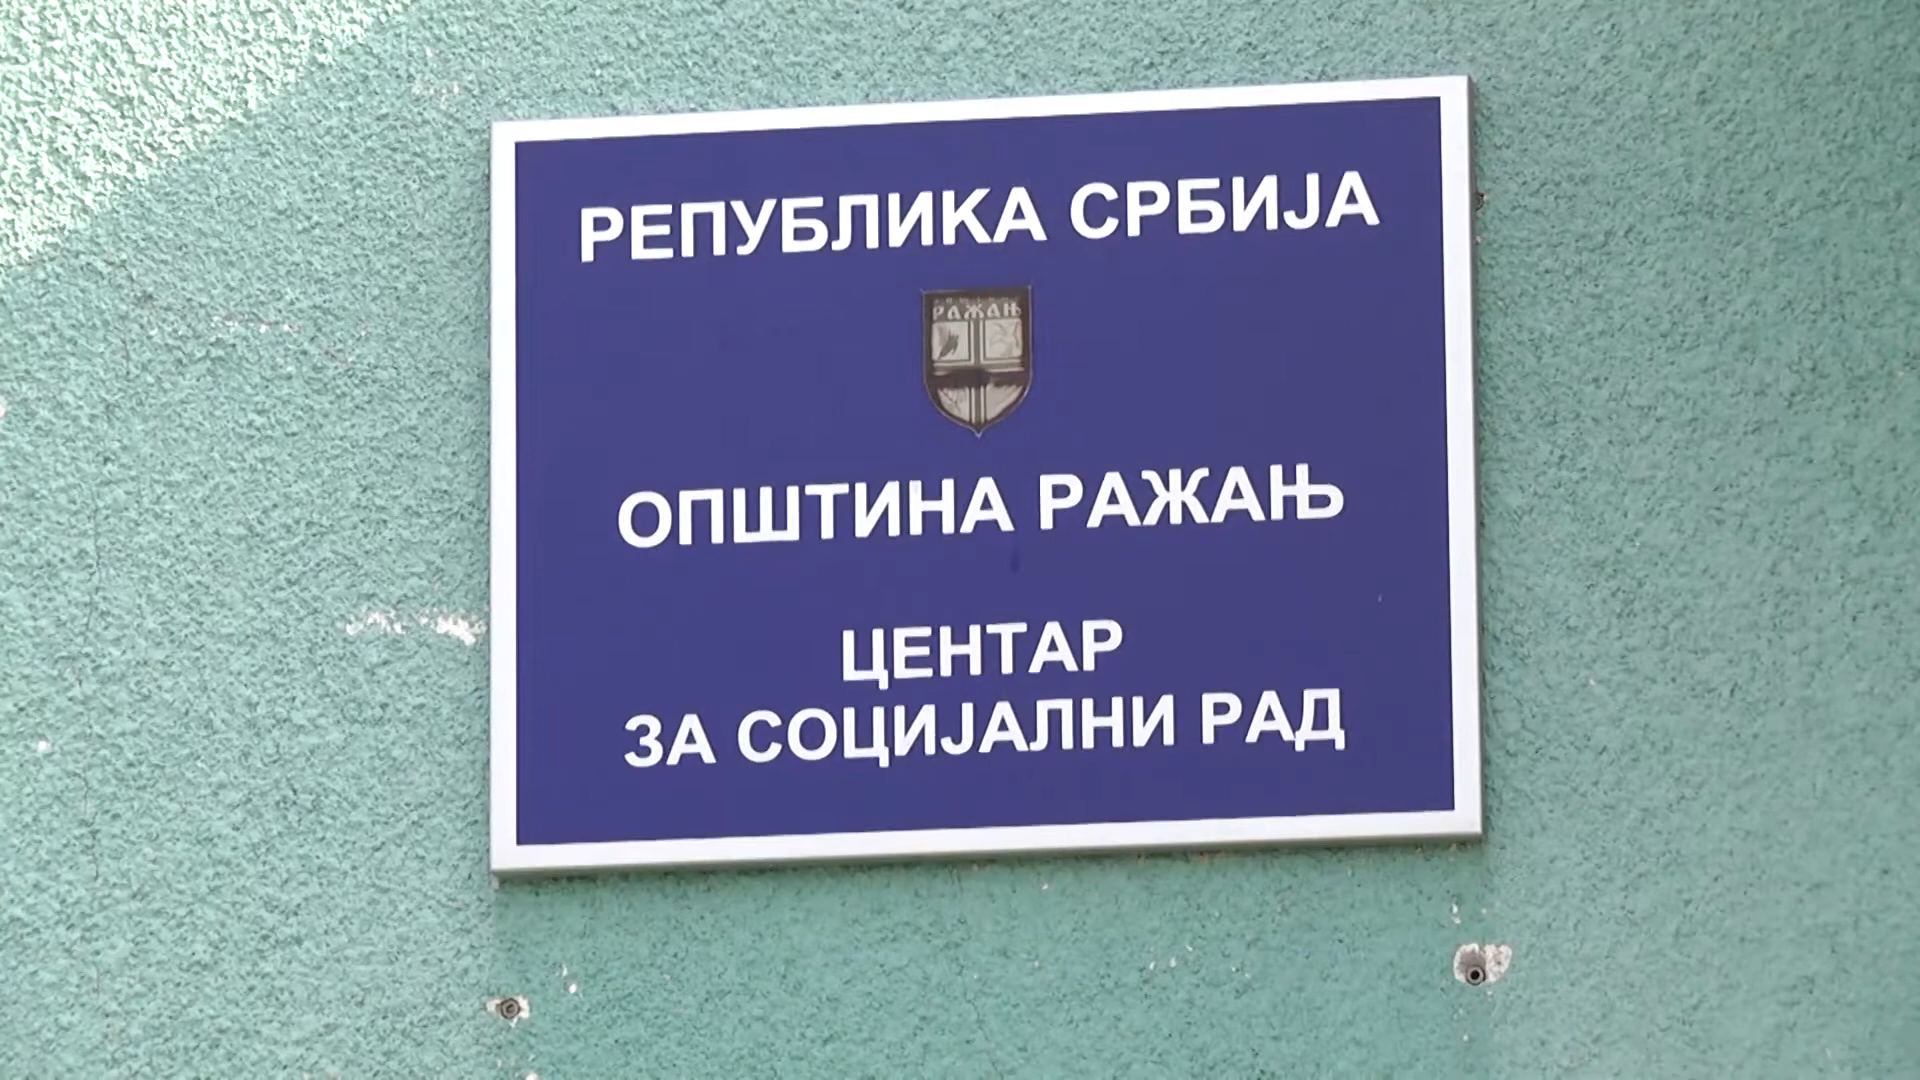 РЕПУБЛИКА СРБИЈА
РАЖАЊ
ОПШТИНА РАЖАЊ
ЦЕНТАР
ЗА СОЦИЈАЛНИ РАД